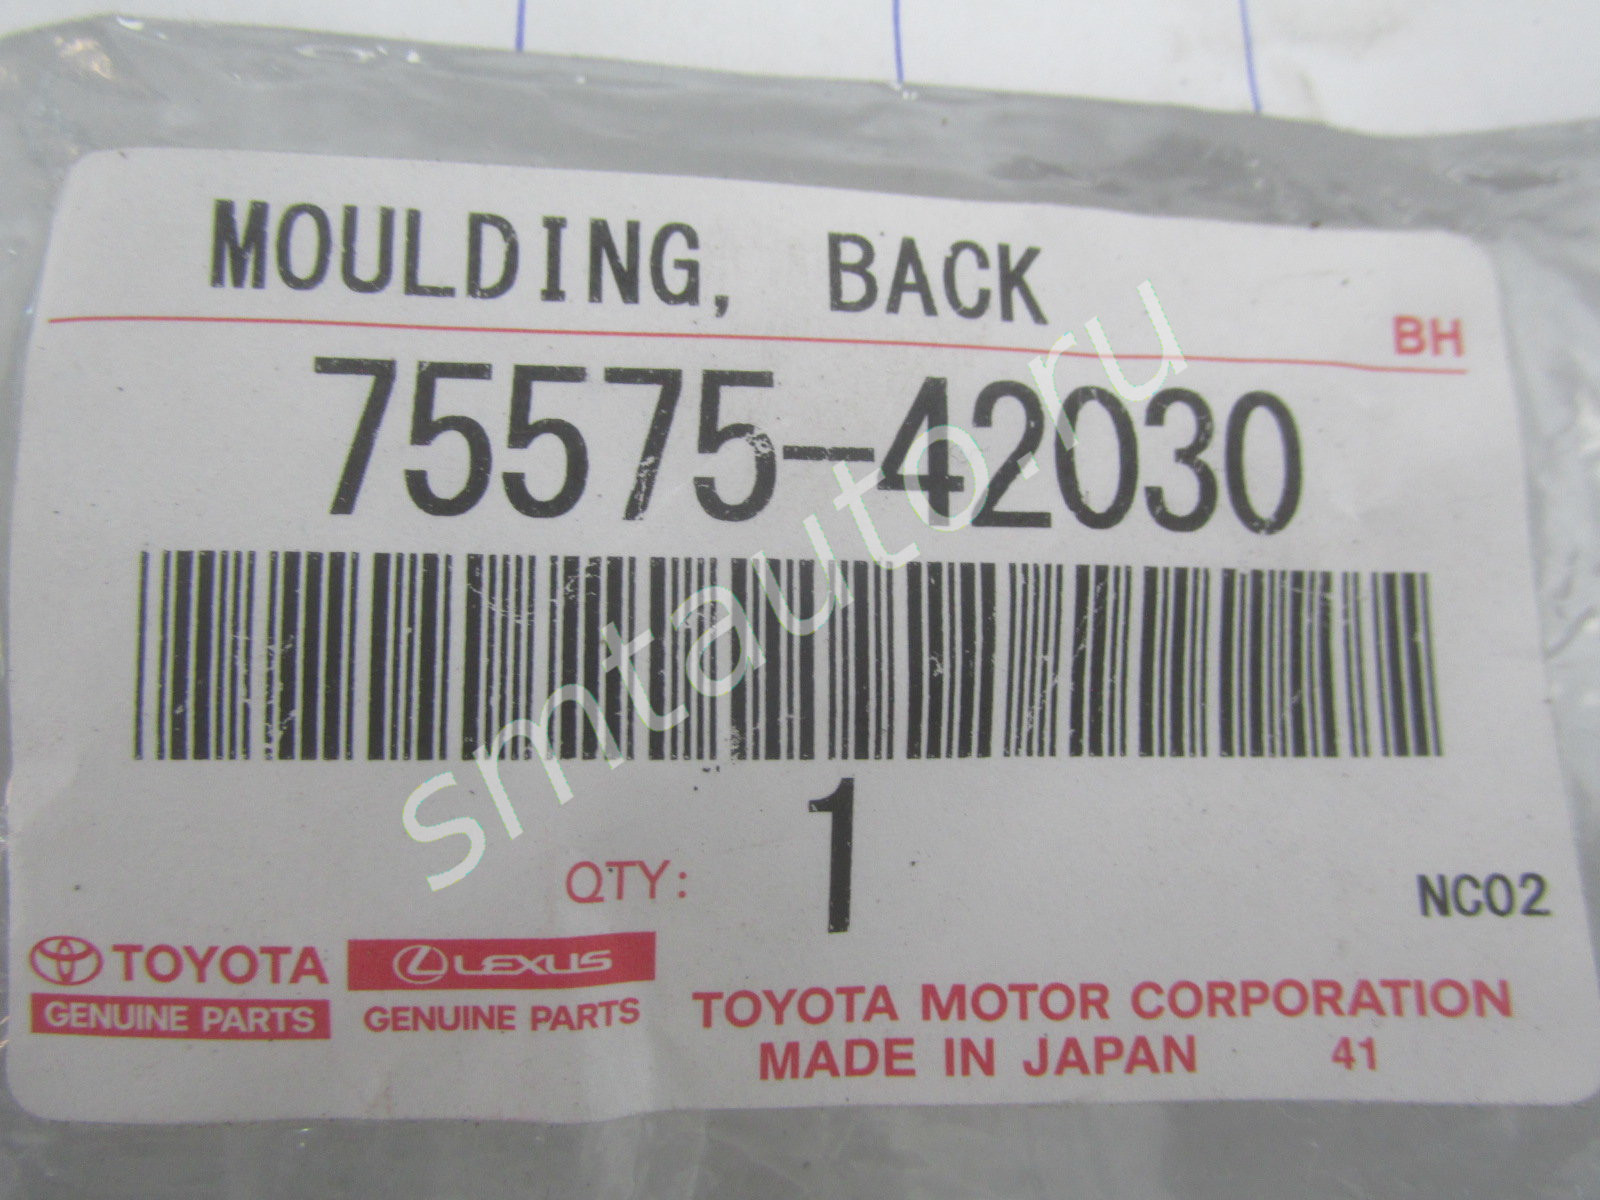 MOULDING, BACK
BH
75575-42030
smtauto.ru
QTY: 1
NC02
TOYOTA
GENUINE PARTS
LEXUS
GENUINE PARTS
TOYOTA MOTOR CORPORATION
MADE IN JAPAN 41